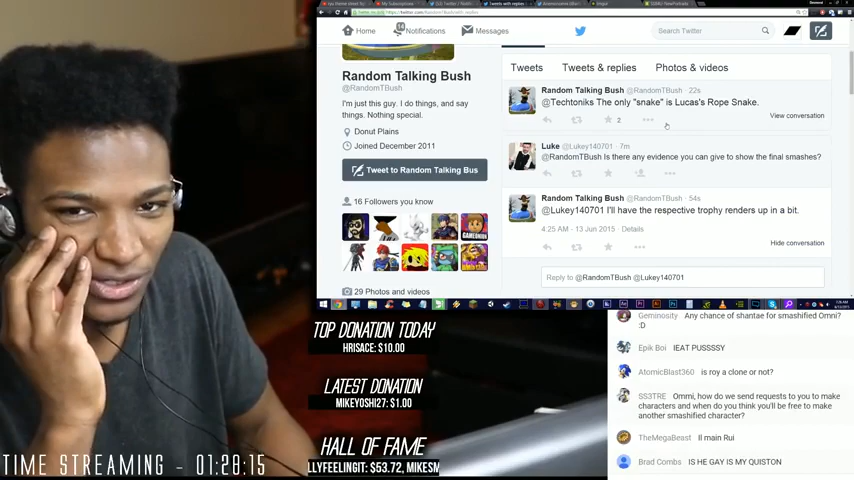 Home
14
Notifications
Messages
Search Twitter
Random Talking Bush
@RandomTBush
I'm just this guy. I do things, and say
things. Nothing special.
Donut Plains
Joined December 2011
Tweet to Random Talking Bus
16 Followers you know
29 Photos and videos
Tweets Tweets & replies Photos & videos
Random Talking Bush @RandomTBush · 22s
@Techtoniks The only "snake" is Lucas's Rope Snake.
2
View conversation
Luke @Lukey140701 · 7m
@RandomTBush Is there any evidence you can give to show the final smashes?
Random Talking Bush @RandomTBush · 54s
@Lukey140701 I'll have the respective trophy renders up in a bit.
4:25 AM - 13 Jun 2015 · Details
Hide conversation
Reply to @RandomTBush @Lukey140701
TOP DONATION TODAY
HRISACE: $10.00
LATEST DONATION
MIKEYOSHI27: $1.00
HALL OF FAME
LLYFEELINGIT: $53.72, MIKESM
TIME STREAMING - 01:28:15
Geminosity Any chance of shantae for smashified Omni?
:D
Epik Boi IEAT PUSSSSY
AtomicBlast360 is roy a clone or not?
SS3TRE Ommi, how do we send requests to you to make
characters and when do you think you'll be free to make
another smashified character?
TheMegaBeast Il main Rui
Brad Combs IS HE GAY IS MY QUISTON